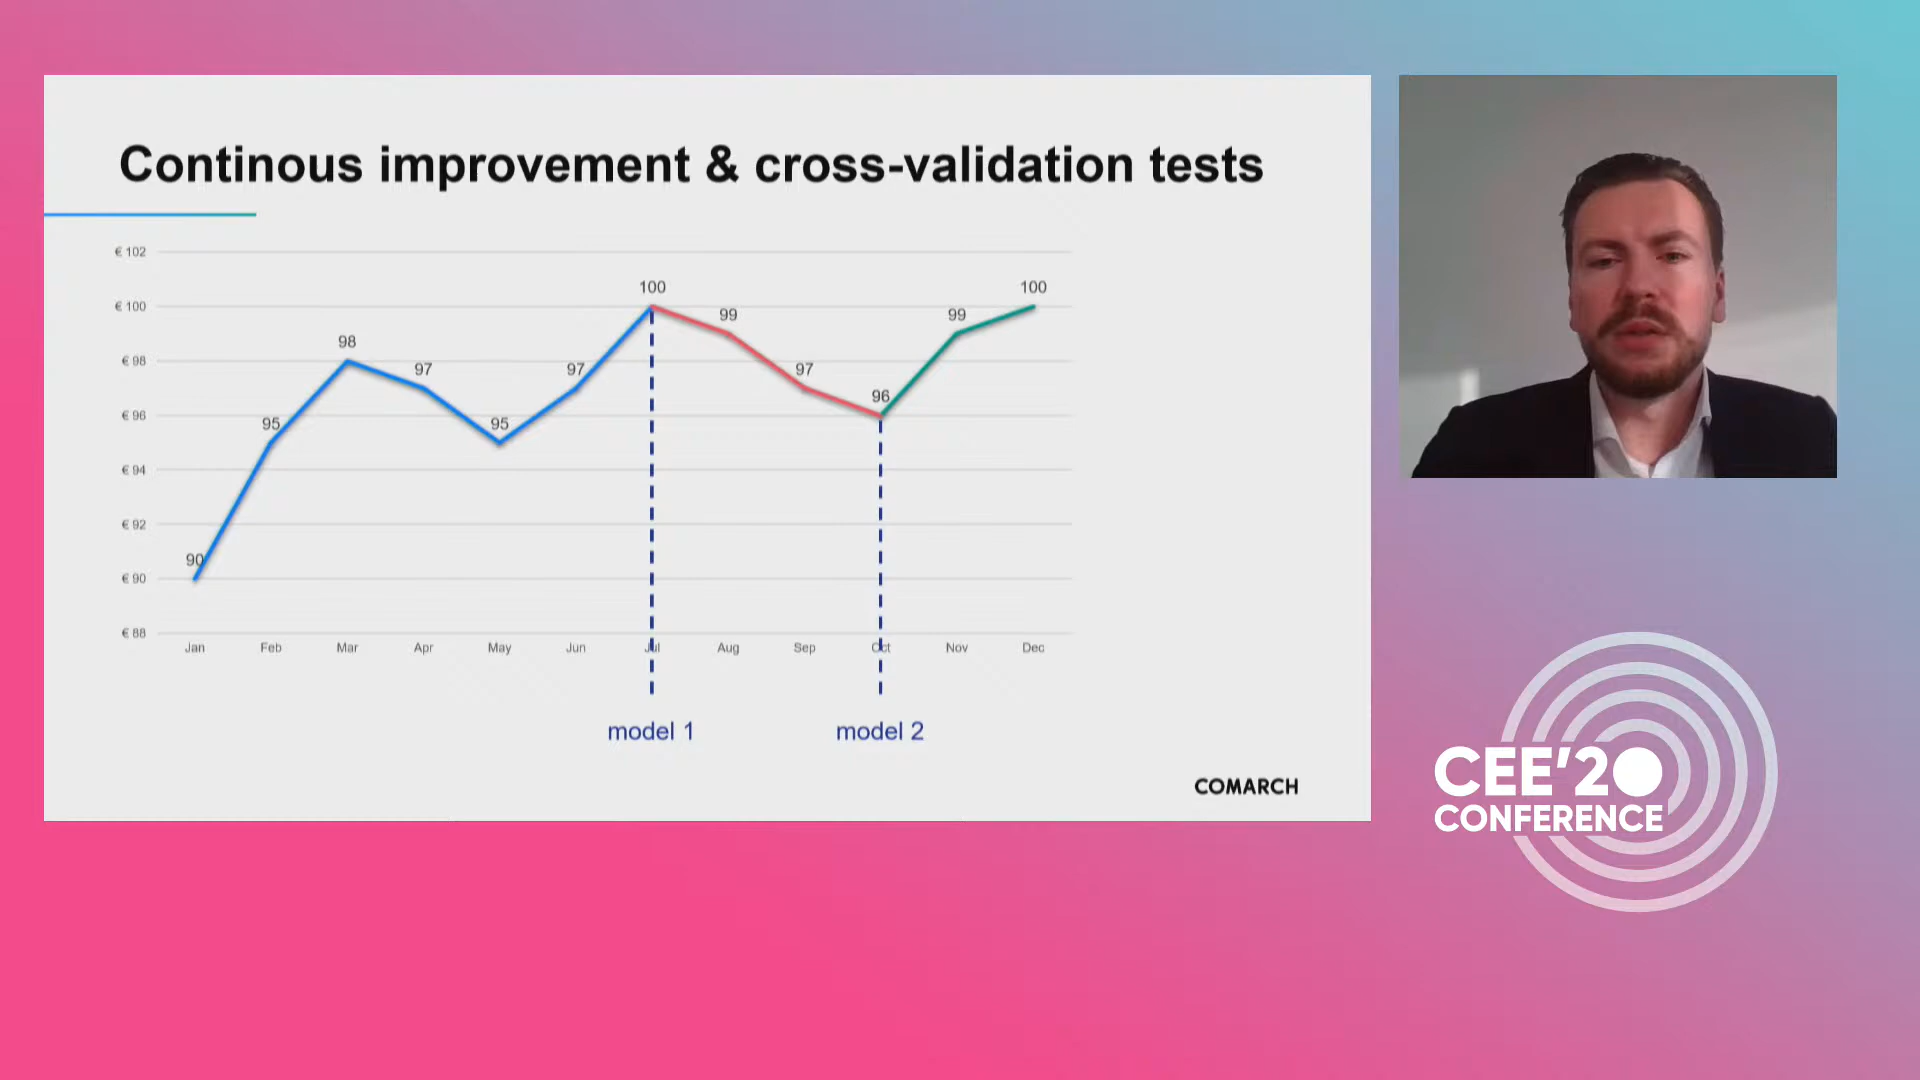 Continous improvement & cross-validation tests
€ 102
€ 100
€ 98
€ 96
€ 94
€ 92
€ 90
€ 88
90
95
98
97
95
97
100
99
97
96
99
100
Jan
Feb
Mar
Apr
May
Jun
Jul
Aug
Sep
Oct
Nov
Dec
model 1
model 2
COMARCH
CEE'20
CONFERENCE